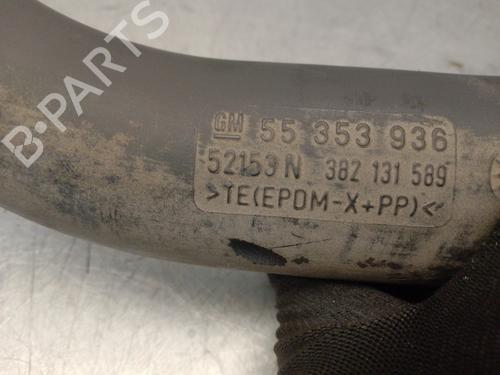 B-PARTS
GM 55 353 936
52153 N 382 131 589
>TE(EPDM-X+PP)<